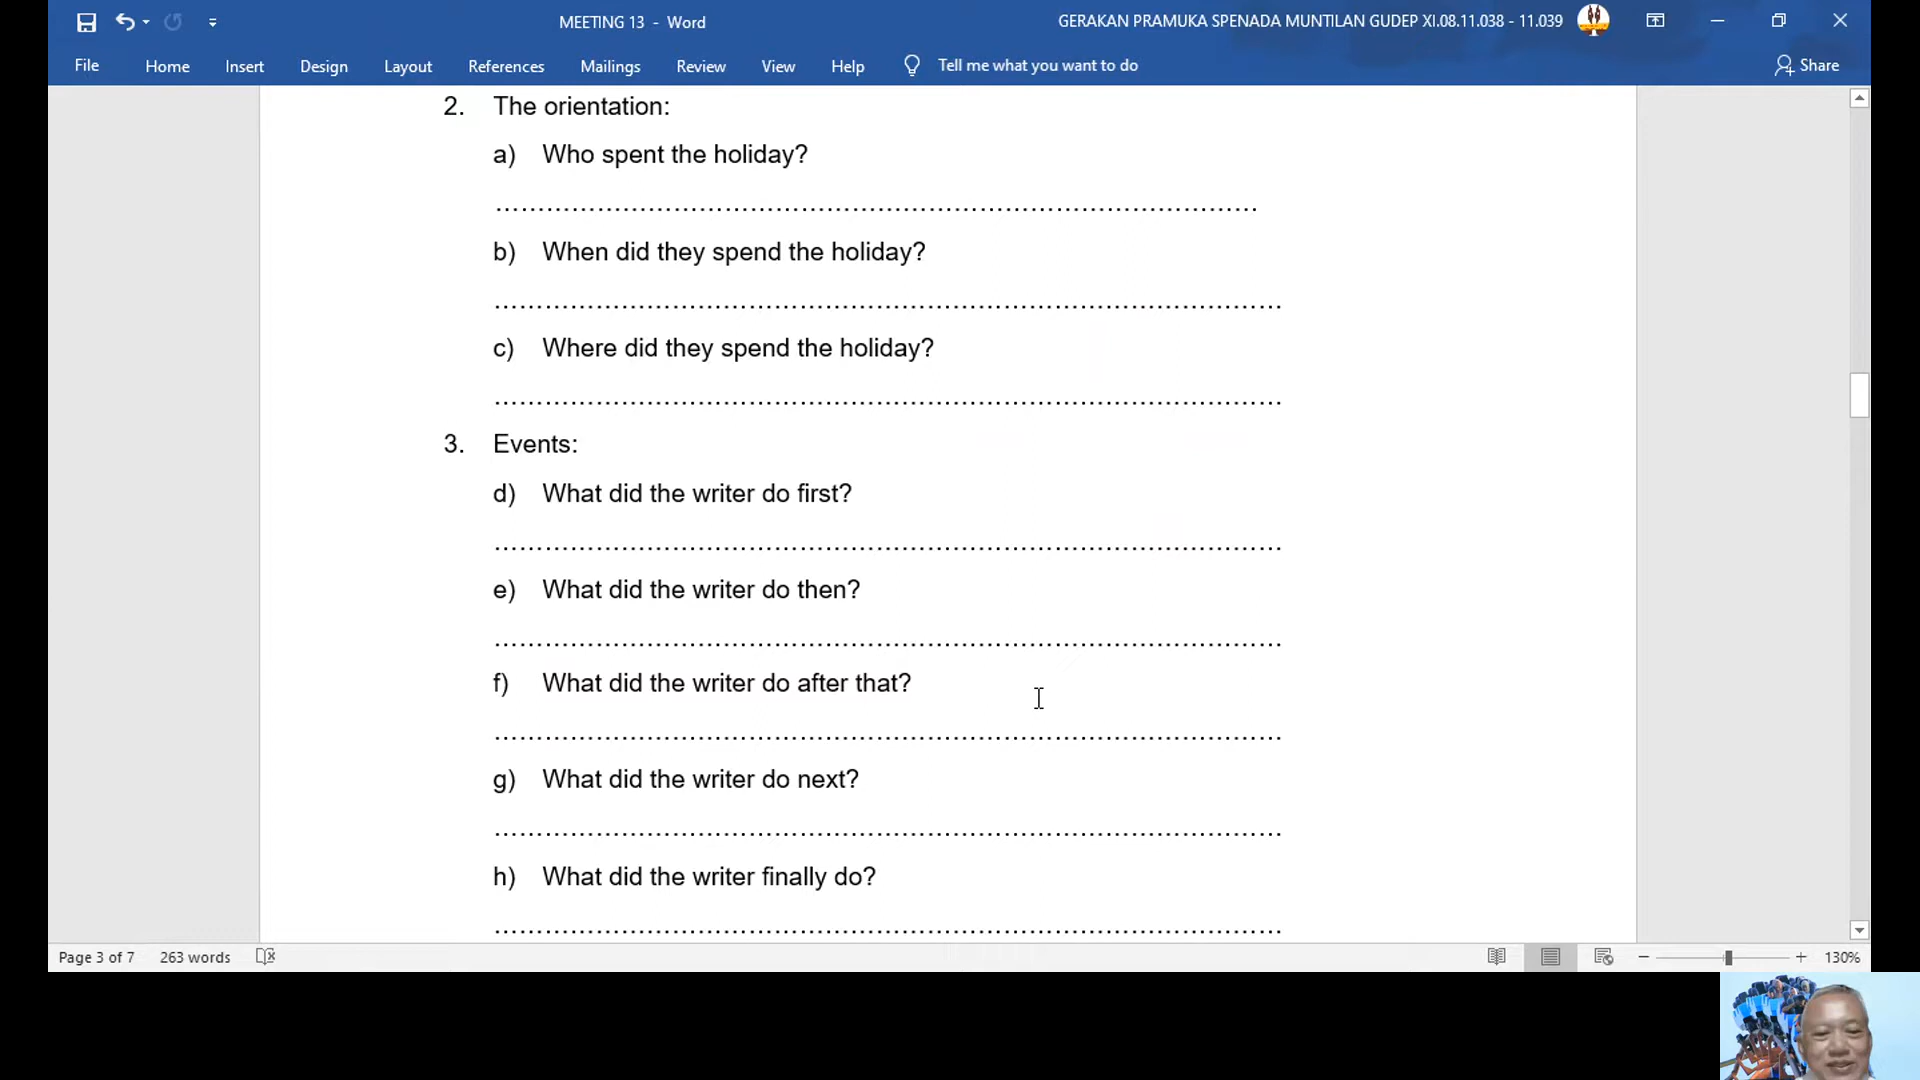 MEETING 13 - Word
GERAKAN PRAMUKA SPENADA MUNTILAN GUDEP XI.08.11.038 - 11.039
File Home Insert Design Layout References Mailings Review View Help Tell me what you want to do Share
2. The orientation:
a) Who spent the holiday?
……………………………………………………………………………….
b) When did they spend the holiday?
………………………………………………………………………………….
c) Where did they spend the holiday?
………………………………………………………………………………….
3. Events:
d) What did the writer do first?
………………………………………………………………………………….
e) What did the writer do then?
………………………………………………………………………………….
f) What did the writer do after that?
………………………………………………………………………………….
g) What did the writer do next?
………………………………………………………………………………….
h) What did the writer finally do?
………………………………………………………………………………….
Page 3 of 7 263 words 130%